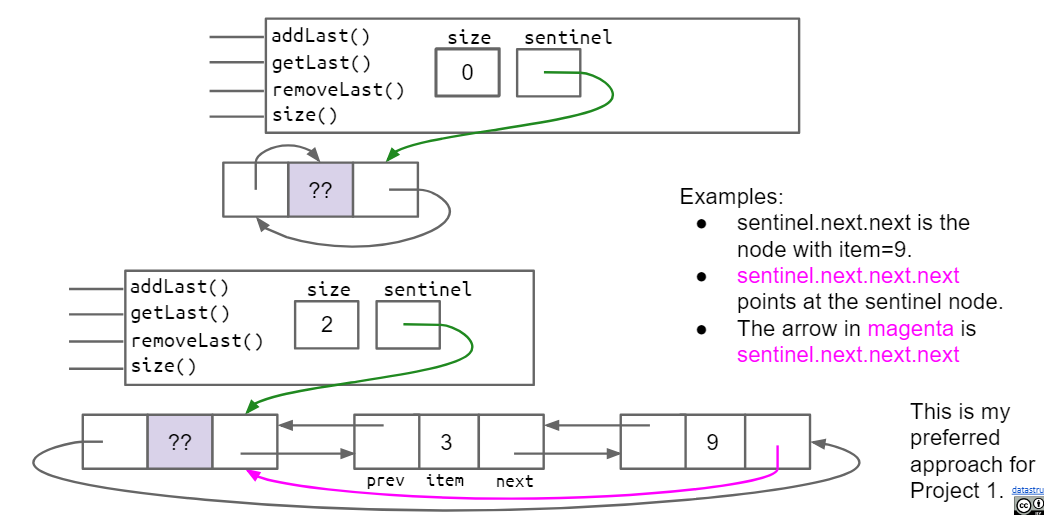 addLast()
getLast()
removeLast()
size()
size
sentinel
0
??
Examples:
● sentinel.next.next is the
node with item=9.
● sentinel.next.next.next
points at the sentinel node.
● The arrow in magenta is
sentinel.next.next.next
addLast()
getLast()
removeLast()
size()
size
sentinel
2
??
3
9
prev
item
next
This is my
preferred
approach for
Project 1.
datastru
cc